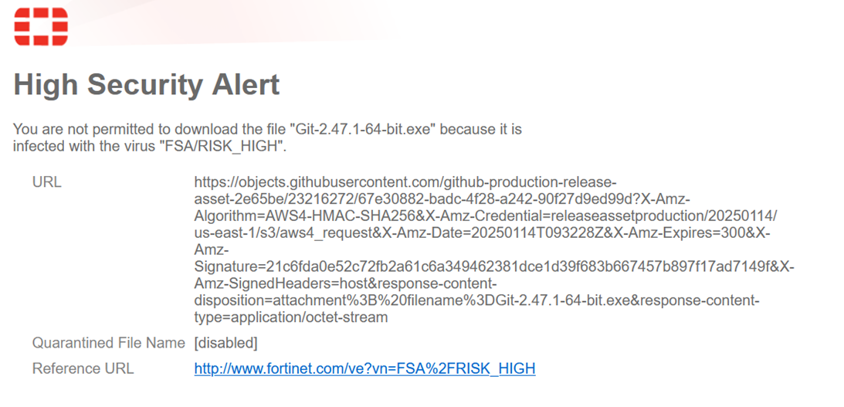 High Security Alert
You are not permitted to download the file "Git-2.47.1-64-bit.exe" because it is
infected with the virus "FSA/RISK_HIGH".
URL https://objects.githubusercontent.com/github-production-release-
asset-2e65be/23216272/67e30882-badc-4f28-a242-90f27d9ed99d?X-Amz-
Algorithm=AWS4-HMAC-SHA256&X-Amz-Credential=releaseassetproduction/20250114/
us-east-1/s3/aws4_request&X-Amz-Date=20250114T093228Z&X-Amz-Expires=300&X-
Amz-
Signature=21c6fda0e52c72fb2a61c6a349462381dce1d39f683b667457b897f17ad7149f&X-
Amz-SignedHeaders=host&response-content-
disposition=attachment%3B%20filename%3DGit-2.47.1-64-bit.exe&response-content-
type=application/octet-stream
Quarantined File Name [disabled]
Reference URL http://www.fortinet.com/ve?vn=FSA%2FRISK_HIGH